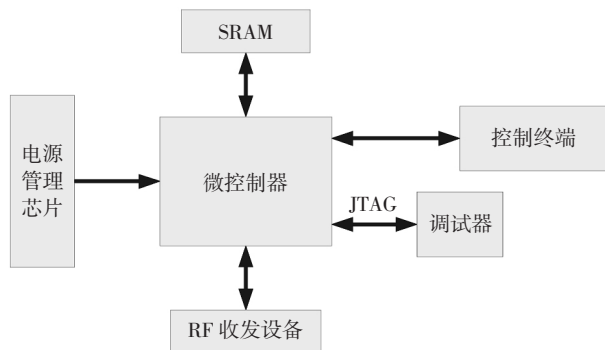 SRAM
电源
管理
芯片
微控制器
控制终端
JTAG
调试器
RF 收发设备